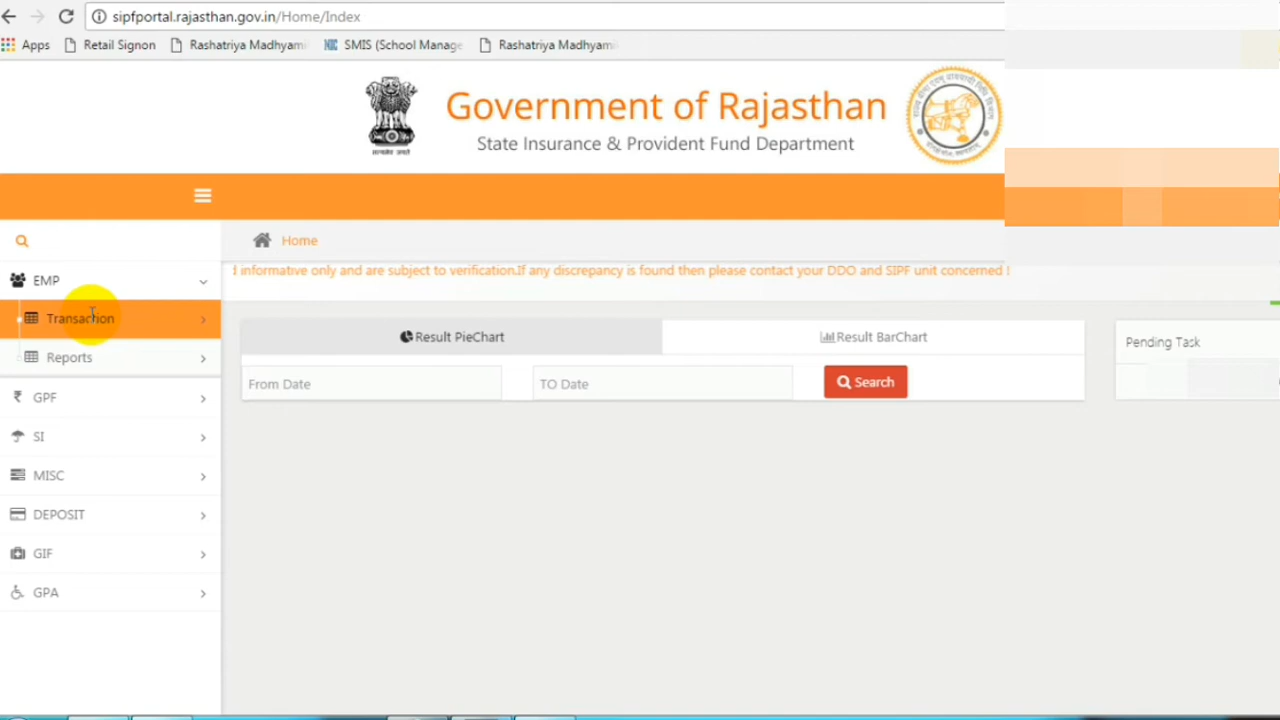 sipfportal.rajasthan.gov.in/Home/Index
Apps Retail Signon Rashatriya Madhyam SMIS (School Manage Rashatriya Madhyam
Government of Rajasthan
State Insurance & Provident Fund Department
सत्यमेव जयते
Home
EMP
informative only and are subject to verification.If any discrepancy is found then please contact your DDO and SIPF unit concerned !
Transaction
Reports
Result PieChart Result BarChart
Pending Task
From Date TO Date Search
GPF
SI
MISC
DEPOSIT
GIF
GPA